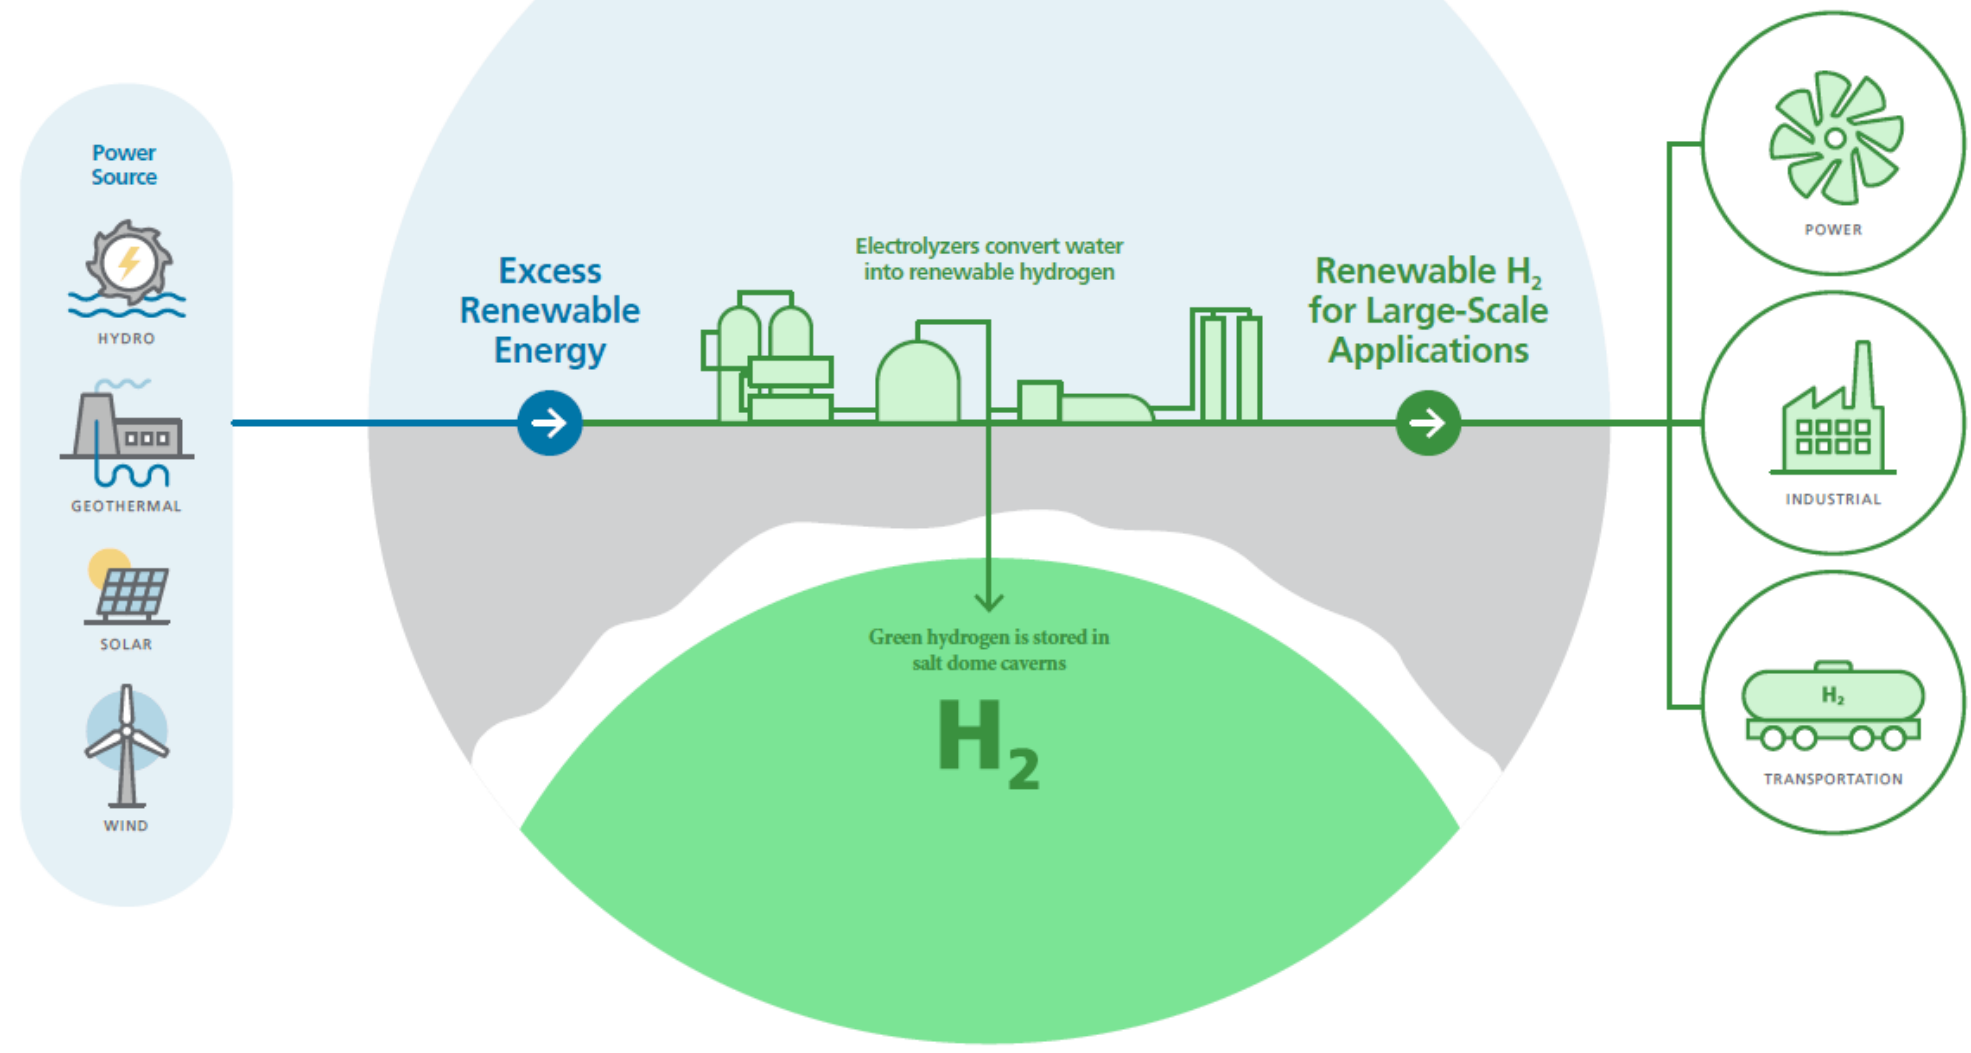 Power
Source
HYDRO
GEOTHERMAL
SOLAR
WIND
Excess
Renewable
Energy
Electrolyzers convert water
into renewable hydrogen
Green hydrogen is stored in
salt dome caverns
H₂
Renewable H₂
for Large-Scale
Applications
POWER
INDUSTRIAL
H₂
TRANSPORTATION